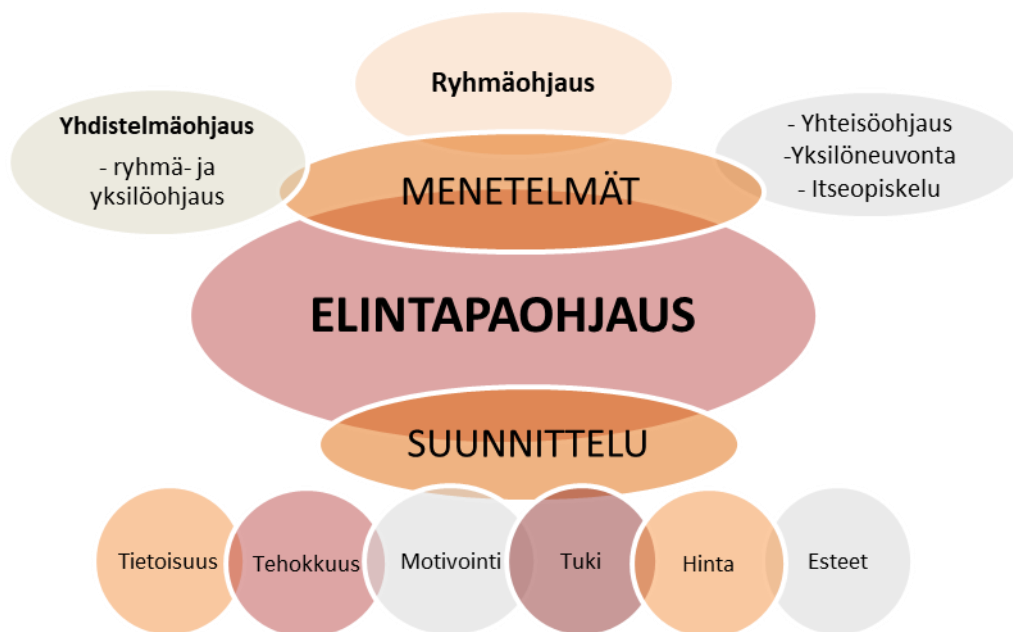 Ryhmäohjaus
Yhdistelmäohjaus
- ryhmä- ja
yksilöohjaus
- Yhteisöohjaus
-Yksilöneuvonta
- Itseopiskelu
MENETELMÄT
ELINTAPAOHJAUS
SUUNNITTELU
Tietoisuus
Tehokkuus
Motivointi
Tuki
Hinta
Esteet